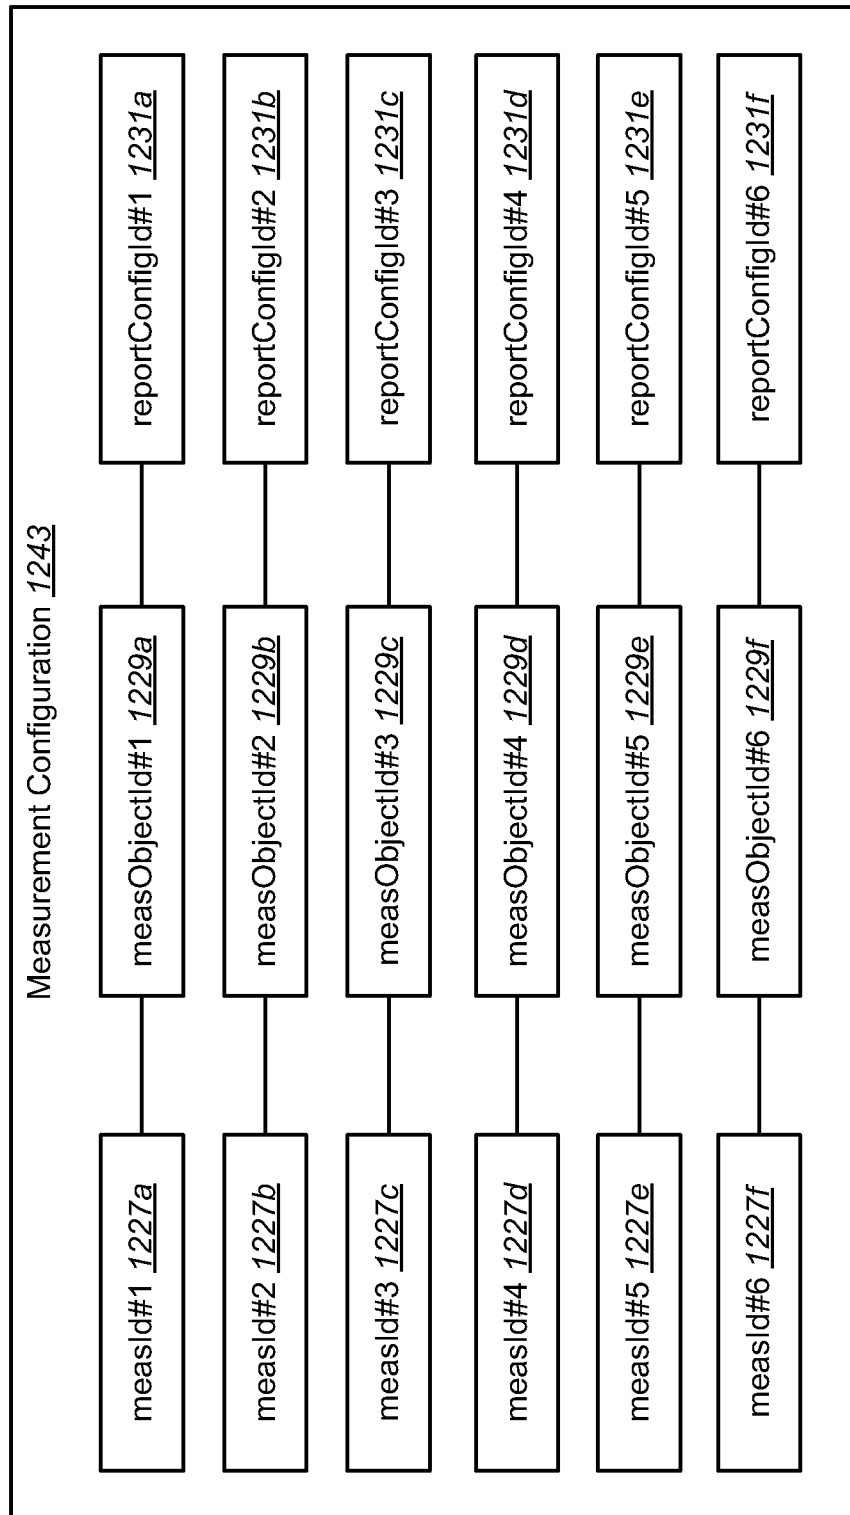 Measurement Configuration 1243
measId#1 1227a
measObjectId#1 1229a
reportConfigId#1 1231a
measId#2 1227b
measObjectId#2 1229b
reportConfigId#2 1231b
measId#3 1227c
measObjectId#3 1229c
reportConfigId#3 1231c
measId#4 1227d
measObjectId#4 1229d
reportConfigId#4 1231d
measId#5 1227e
measObjectId#5 1229e
reportConfigId#5 1231e
measId#6 1227f
measObjectId#6 1229f
reportConfigId#6 1231f